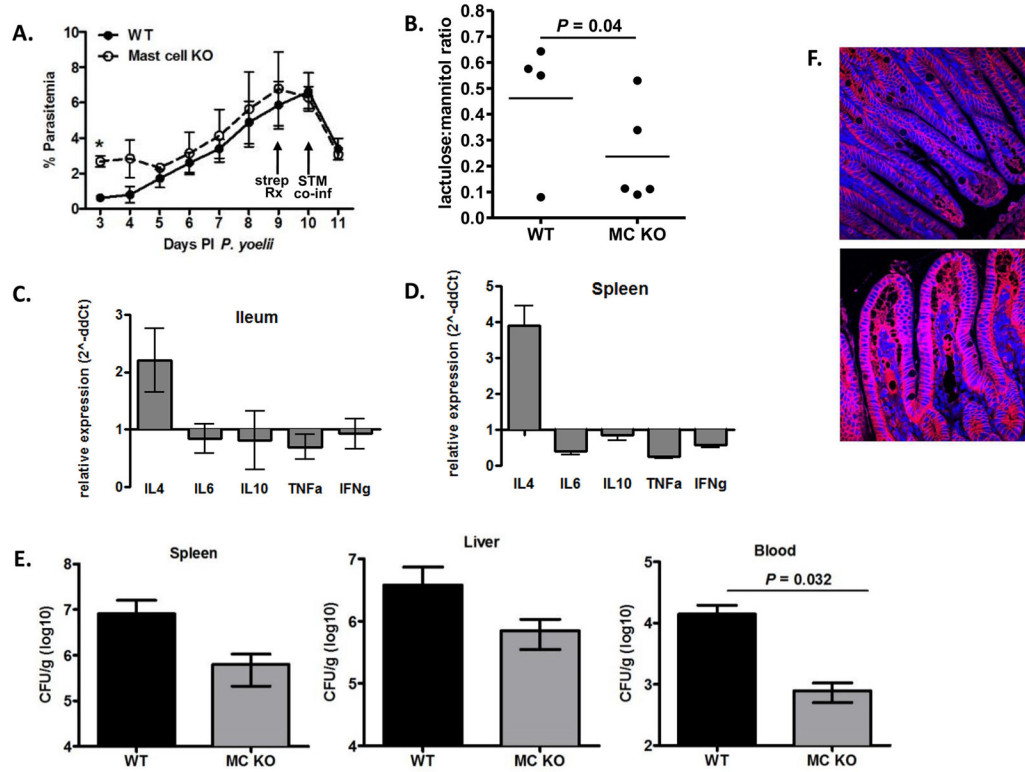 A.
WT
Mast cell KO
% Parasitemia
10
8
6
4
2
0
*
strep
Rx
STM
co-inf
3 4 5 6 7 8 9 10 11
Days PI P. yoelii
B.
P = 0.04
lactulose:mannitol ratio
0.8
0.7
0.6
0.5
0.4
0.3
0.2
0.1
0.0
WT MC KO
F.
C.
Ileum
relative expression (2^-ddCt)
3
2
1
0
IL4 IL6 IL10 TNFa IFNg
D.
Spleen
relative expression (2^-ddCt)
5
4
3
2
1
0
IL4 IL6 IL10 TNFa IFNg
E.
Spleen
CFU/g (log10)
8
7
6
5
4
WT MC KO
Liver
CFU/g (log10)
7
6
5
4
WT MC KO
Blood
P = 0.032
CFU/g (log10)
5
4
3
2
WT MC KO